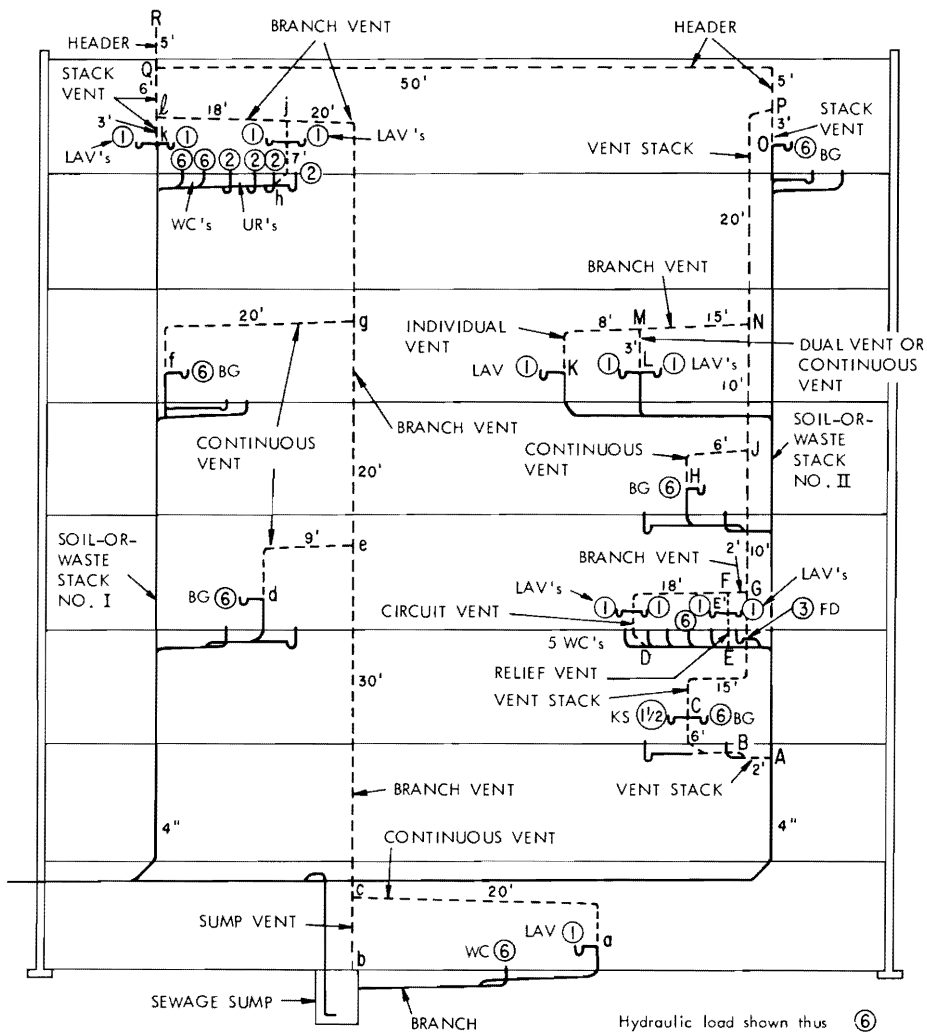 R
BRANCH VENT
HEADER
5'
HEADER
Q
50'
STACK
VENT
6'
5'
l
18'
j
20'
P
3'
STACK
VENT
3'
k
1
1
1
1
LAV's
LAV's
VENT STACK
O
6
BG
6
6
2
2
2
7'
2
h
WC's
UR's
20'
BRANCH VENT
20'
g
INDIVIDUAL
VENT
8'
M
15'
N
DUAL VENT OR
CONTINUOUS
VENT
f
6
BG
LAV
1
K
3'
1
L
1
LAV's
10'
CONTINUOUS
VENT
BRANCH VENT
SOIL-OR-
WASTE
STACK
NO. II
CONTINUOUS
VENT
6'
J
20'
BG
6
H
SOIL-OR-
WASTE
STACK
NO. I
9'
e
10'
BRANCH VENT
2'
BG
6
d
LAV's
18'
F
G
LAV's
CIRCUIT VENT
1
1
1
E'
1
3
FD
6
5 WC's
D
E
RELIEF VENT
30'
VENT STACK
15'
KS
1½
C
6
BG
6'
B
A
2'
VENT STACK
BRANCH VENT
4"
4"
CONTINUOUS VENT
c
20'
SUMP VENT
LAV
1
a
WC
6
b
SEWAGE SUMP
BRANCH
Hydraulic load shown thus 6